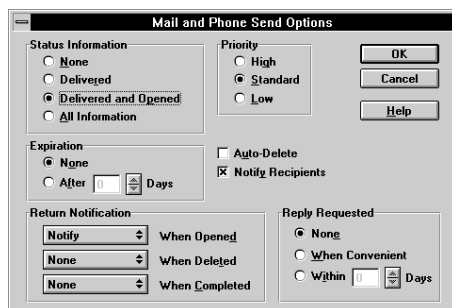 Mail and Phone Send Options
Status Information
None
Delivered
Delivered and Opened
All Information
Priority
High
Standard
Low
OK
Cancel
Help
Expiration
None
After 0 Days
Auto-Delete
Notify Recipients
Return Notification
Notify When Opened
None When Deleted
None When Completed
Reply Requested
None
When Convenient
Within 0 Days